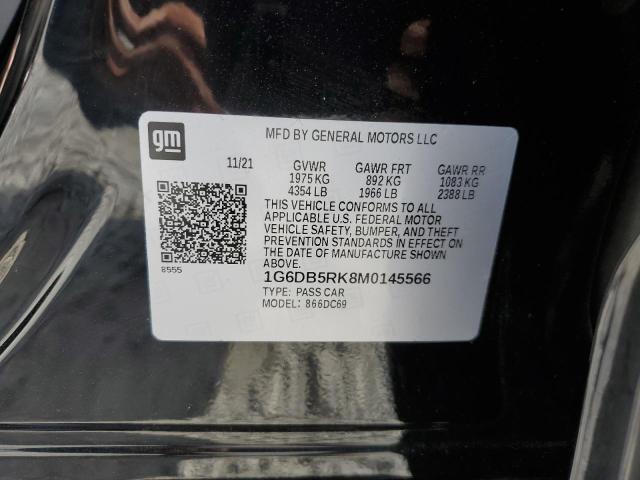 gm
MFD BY GENERAL MOTORS LLC
11/21 GVWR GAWR FRT GAWR RR
1975 KG 892 KG 1083 KG
4354 LB 1966 LB 2388 LB
THIS VEHICLE CONFORMS TO ALL
APPLICABLE U.S. FEDERAL MOTOR
VEHICLE SAFETY, BUMPER, AND THEFT
PREVENTION STANDARDS IN EFFECT ON
THE DATE OF MANUFACTURE SHOWN
ABOVE.
8555
1G6DB5RK8M0145566
TYPE: PASS CAR
MODEL: 866DC69